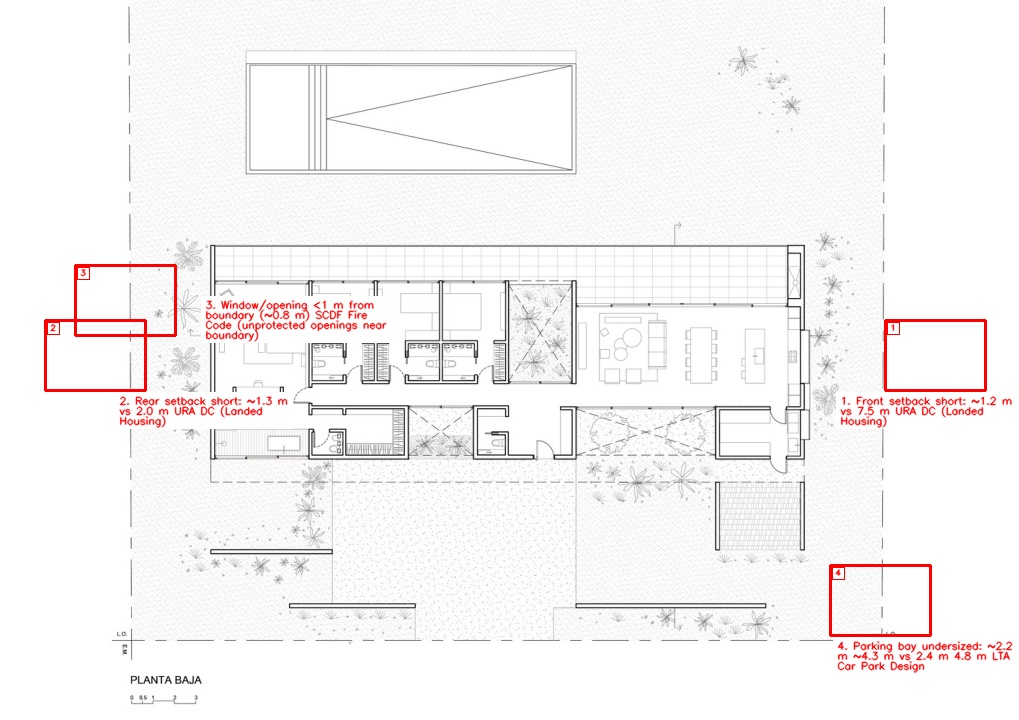 3
2
1
3. Window/opening <1 m from
boundary (~0.8 m) SCDF Fire
Code (unprotected openings near
boundary)
2. Rear setback short: ~1.3 m
vs 2.0 m URA DC (Landed
Housing)
1. Front setback short: ~1.2 m
vs 7.5 m URA DC (Landed
Housing)
4
L.O.
4. Parking bay undersized: ~2.2
m ~4.3 m vs 2.4 m 4.8 m LTA
Car Park Design
PLANTA BAJA
0 0.5 1 2 3